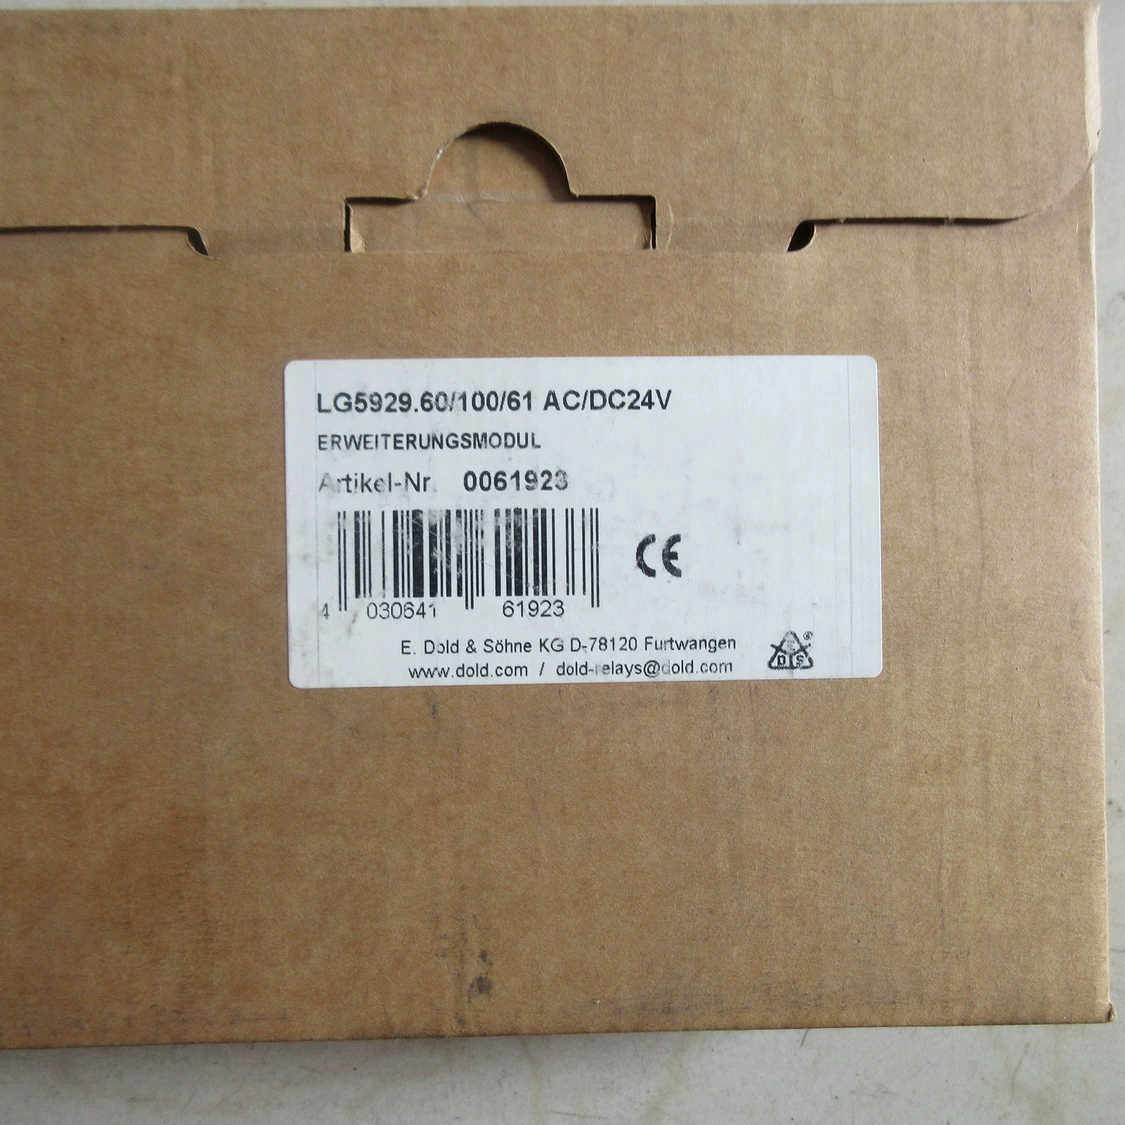 LG5929.60/100/61 AC/DC24V
ERWEITERUNGSMODUL
Artikel-Nr. 0061923
CE
4 030641 61923
E. Dold & Söhne KG D-78120 Furtwangen
www.dold.com / dold-relays@dold.com